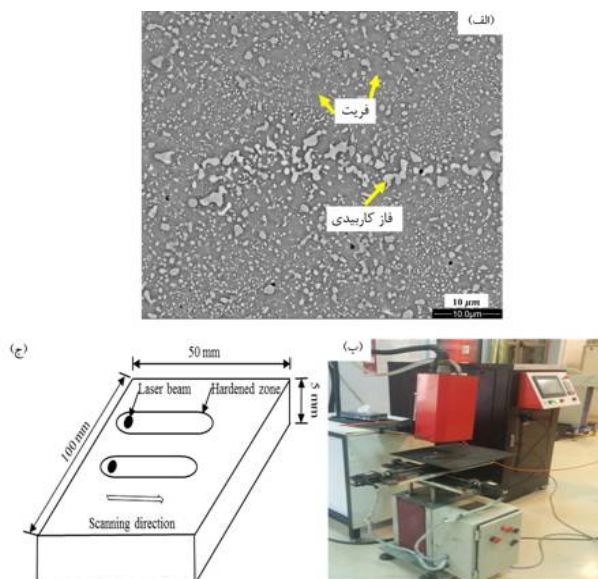 (الف)
فریت
فاز کاربیدی
10 µm
10.0µm
(ج)
50 mm
Laser beam
Hardened zone
5 mm
100 mm
Scanning direction
(ب)